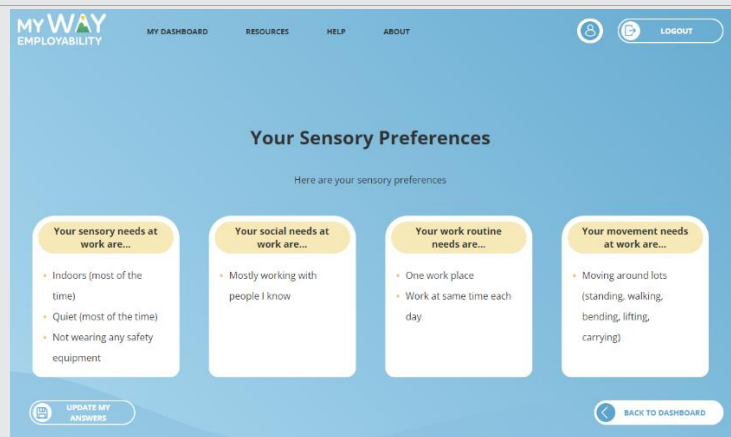 MY WAY
EMPLOYABILITY
MY DASHBOARD
RESOURCES
HELP
ABOUT
LOGOUT
Your Sensory Preferences
Here are your sensory preferences
Your sensory needs at
work are...
Indoors (most of the
time)
Quiet (most of the time)
Not wearing any safety
equipment
Your social needs at
work are...
Mostly working with
people I know
Your work routine
needs are...
One work place
Work at same time each
day
Your movement needs
at work are...
Moving around lots
(standing, walking,
bending, lifting,
carrying)
UPDATE MY
ANSWERS
BACK TO DASHBOARD